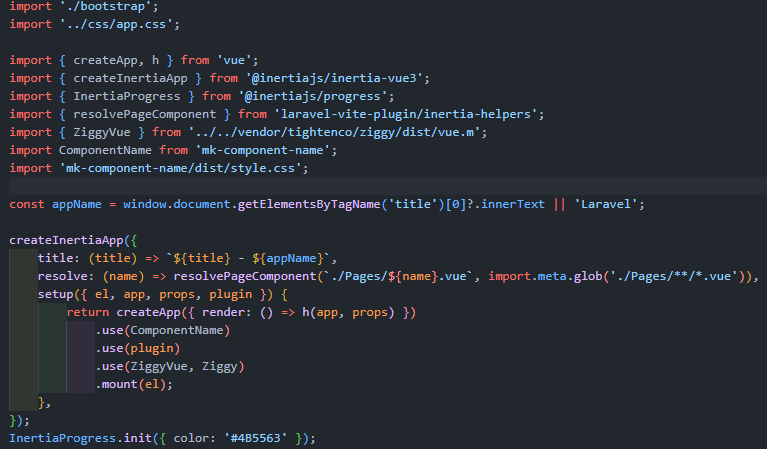 import './bootstrap';
import '../css/app.css';
import { createApp, h } from 'vue';
import { createInertiaApp } from '@inertiajs/inertia-vue3';
import { InertiaProgress } from '@inertiajs/progress';
import { resolvePageComponent } from 'laravel-vite-plugin/inertia-helpers';
import { ZiggyVue } from '../../vendor/tightenco/ziggy/dist/vue.m';
import ComponentName from 'mk-component-name';
import 'mk-component-name/dist/style.css';
const appName = window.document.getElementsByTagName('title')[0]?.innerText || 'Laravel';
createInertiaApp({
    title: (title) => `${title} - ${appName}`,
    resolve: (name) => resolvePageComponent(`./Pages/${name}.vue`, import.meta.glob('./Pages/**/*.vue')),
    setup({ el, app, props, plugin }) {
        return createApp({ render: () => h(app, props) })
            .use(ComponentName)
            .use(plugin)
            .use(ZiggyVue, Ziggy)
            .mount(el);
    },
});
InertiaProgress.init({ color: '#4B5563' });